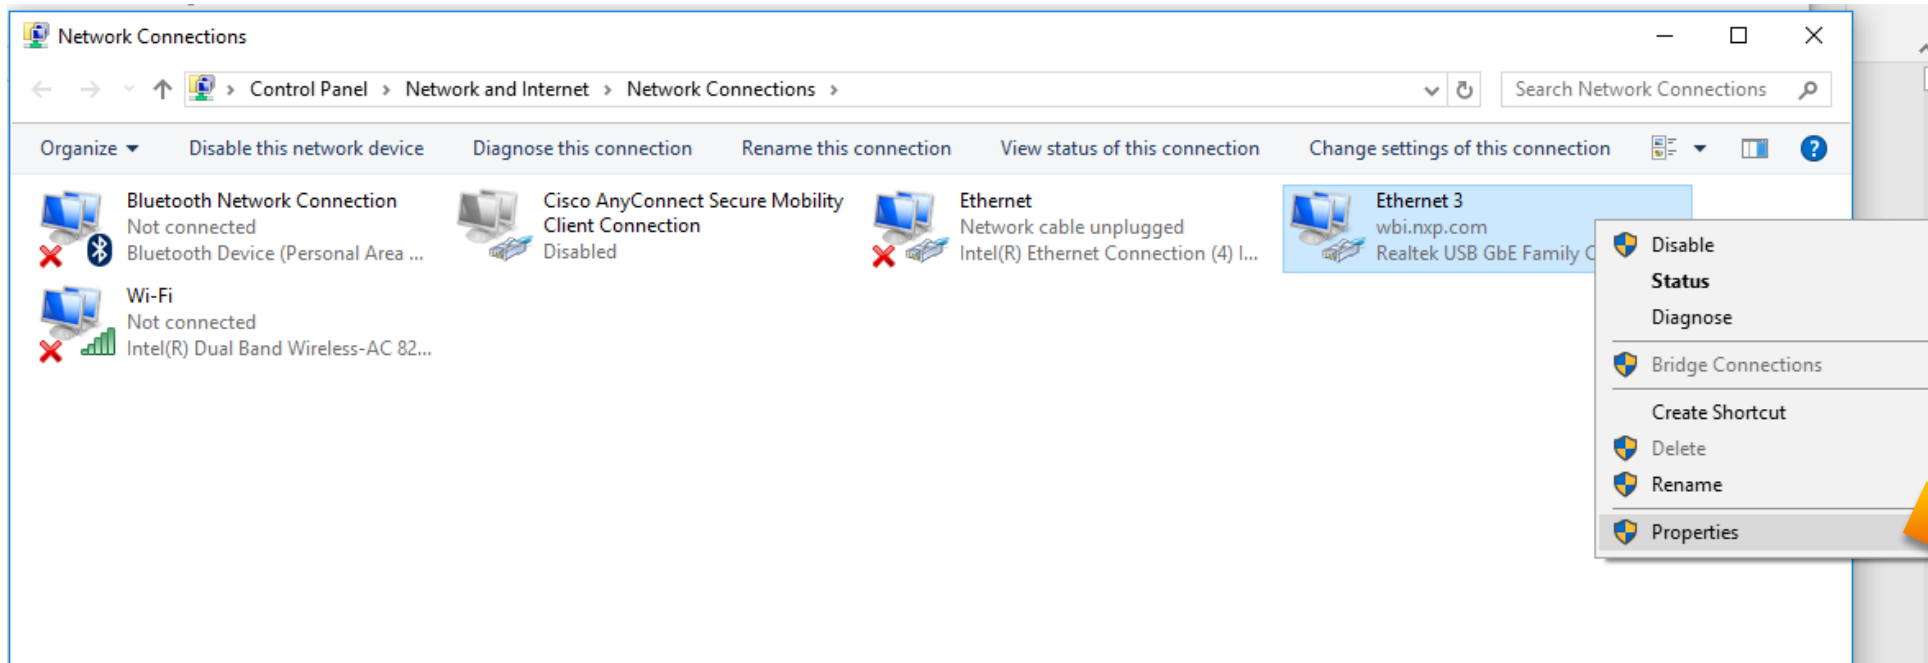 Network Connections
Control Panel > Network and Internet > Network Connections >
Search Network Connections
Organize Disable this network device Diagnose this connection Rename this connection View status of this connection Change settings of this connection
Bluetooth Network Connection
Not connected
Bluetooth Device (Personal Area ...
Cisco AnyConnect Secure Mobility
Client Connection
Disabled
Ethernet
Network cable unplugged
Intel(R) Ethernet Connection (4) I...
Ethernet 3
wbi.nxp.com
Realtek USB GbE Family
Wi-Fi
Not connected
Intel(R) Dual Band Wireless-AC 82...
Disable
Status
Diagnose
Bridge Connections
Create Shortcut
Delete
Rename
Properties